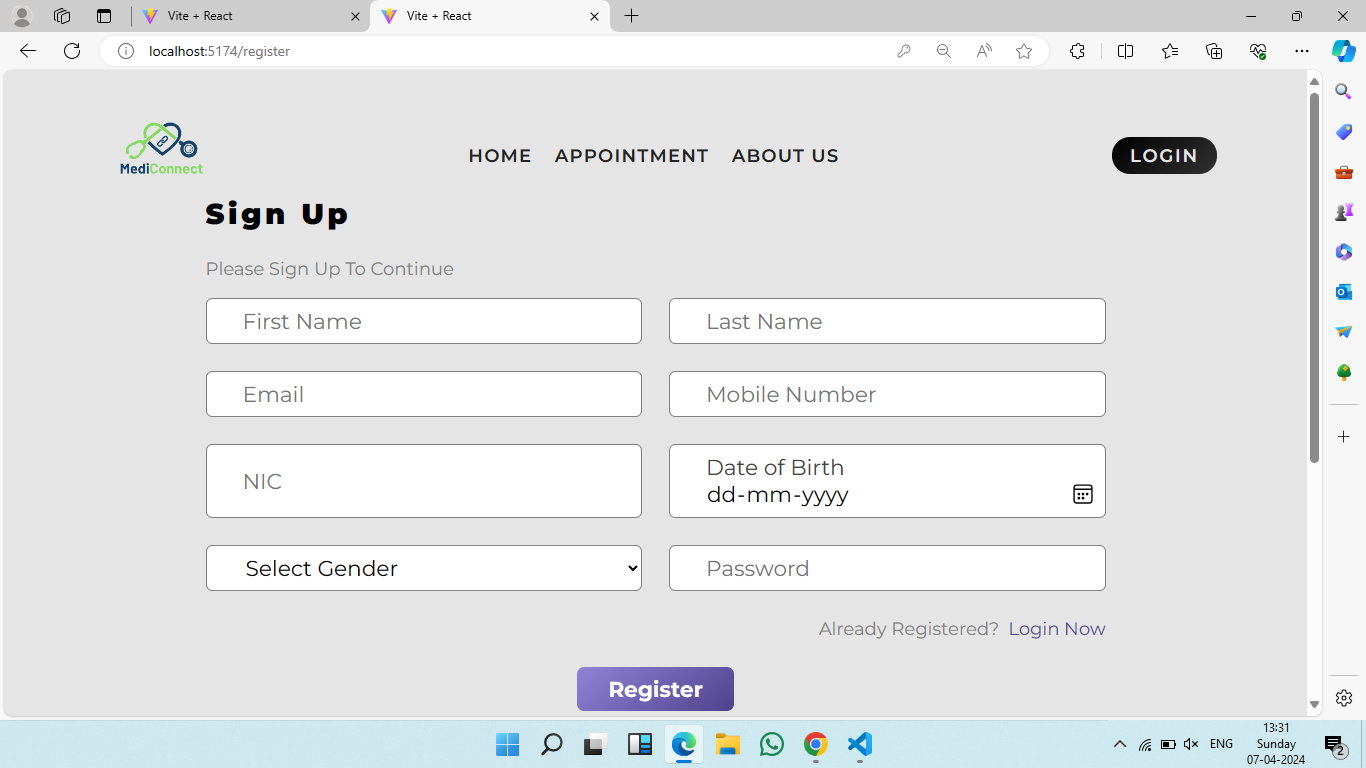 Vite + React
Vite + React
localhost:5174/register
MediConnect
HOME APPOINTMENT ABOUT US
LOGIN
Sign Up
Please Sign Up To Continue
First Name
Last Name
Email
Mobile Number
NIC
Date of Birth
dd-mm-yyyy
Select Gender
Password
Already Registered? Login Now
Register
ENG
13:31
Sunday
07-04-2024
2